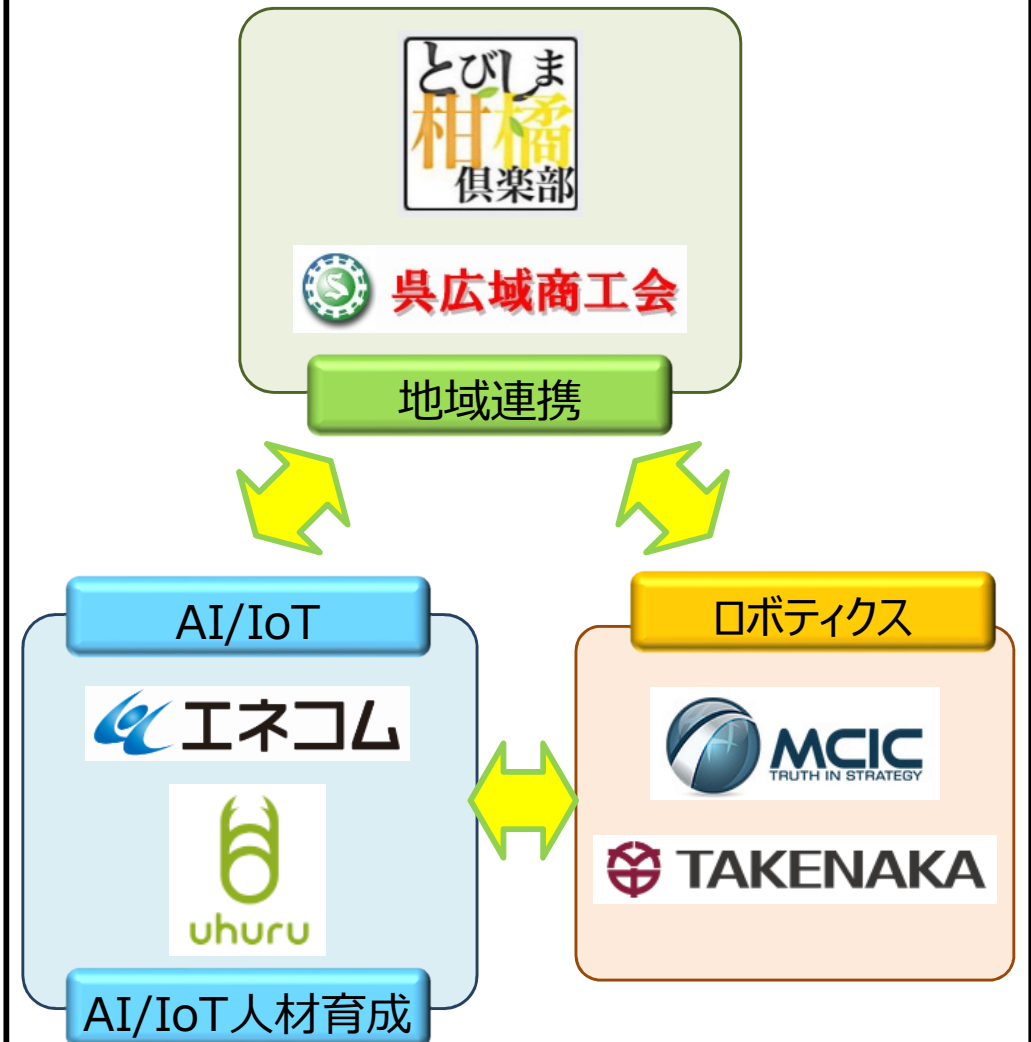 とびしま
柑橘
倶楽部
呉広域商工会
地域連携
AI/IoT
エネコム
uhuru
AI/IoT人材育成
ロボティクス
MCIC
TRUTH IN STRATEGY
TAKENAKA